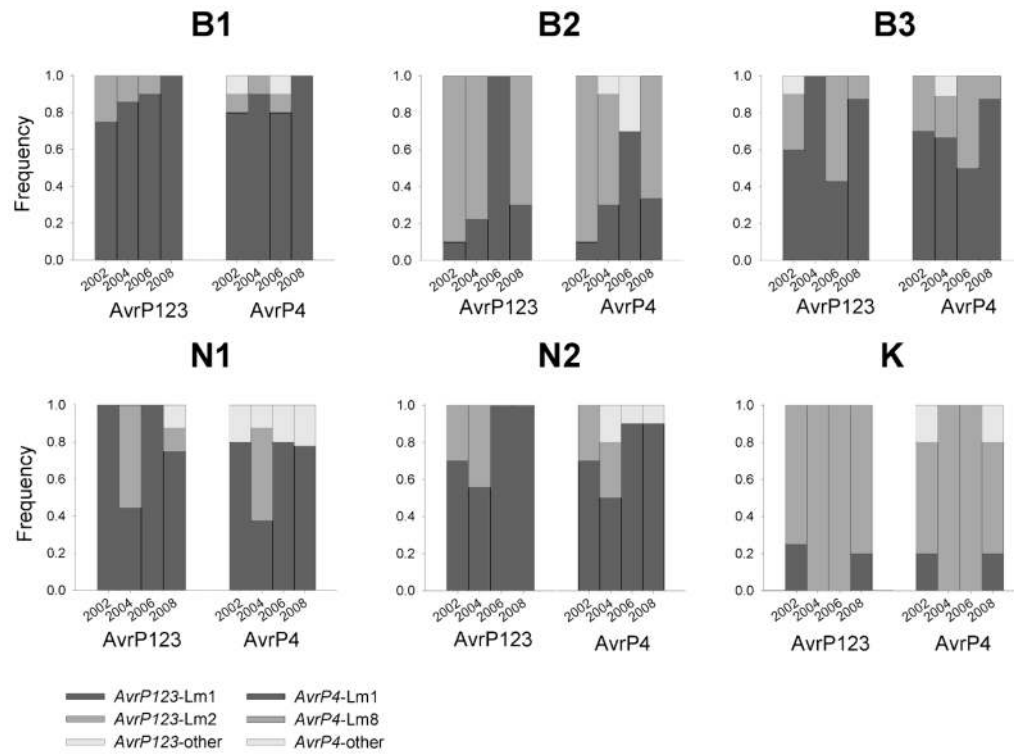 B1 B2 B3
Frequency
1.0 1.0 1.0
0.8 0.8 0.8
0.6 0.6 0.6
0.4 0.4 0.4
0.2 0.2 0.2
0.0 0.0 0.0
2002 2004 2006 2008 2002 2004 2006 2008 2002 2004 2006 2008 2002 2004 2006 2008 2002 2004 2006 2008 2002 2004 2006 2008
AvrP123 AvrP4 AvrP123 AvrP4 AvrP123 AvrP4
N1 N2 K
Frequency
1.0 1.0 1.0
0.8 0.8 0.8
0.6 0.6 0.6
0.4 0.4 0.4
0.2 0.2 0.2
0.0 0.0 0.0
2002 2004 2006 2008 2002 2004 2006 2008 2002 2004 2006 2008 2002 2004 2006 2008 2002 2004 2006 2008 2002 2004 2006 2008
AvrP123 AvrP4 AvrP123 AvrP4 AvrP123 AvrP4
AvrP123-Lm1 AvrP4-Lm1
AvrP123-Lm2 AvrP4-Lm8
AvrP123-other AvrP4-other